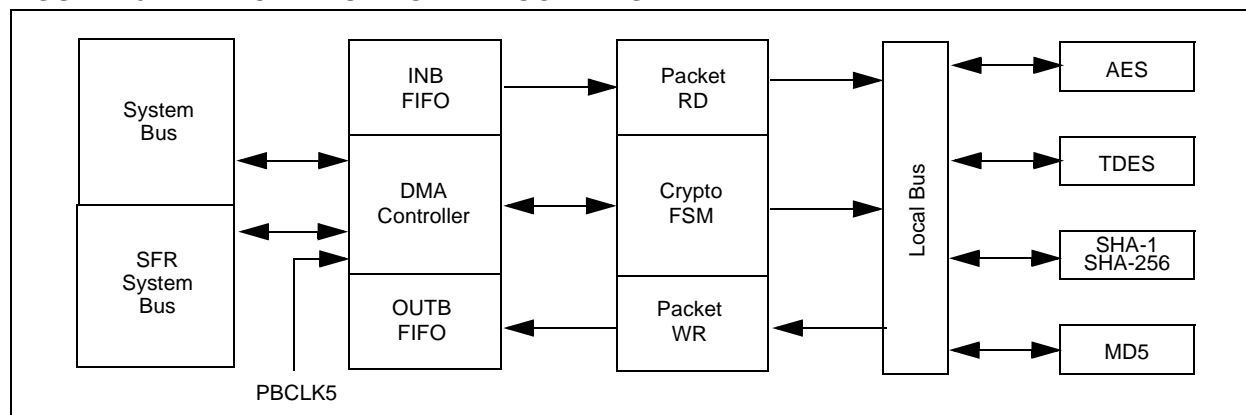 System
Bus
SFR
System
Bus
INB
FIFO
DMA
Controller
OUTB
FIFO
PBCLK5
Packet
RD
Crypto
FSM
Packet
WR
Local Bus
AES
TDES
SHA-1
SHA-256
MD5